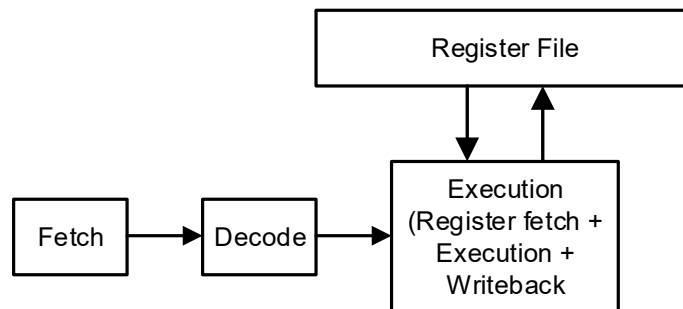 Register File
Fetch
Decode
Execution
(Register fetch +
Execution +
Writeback